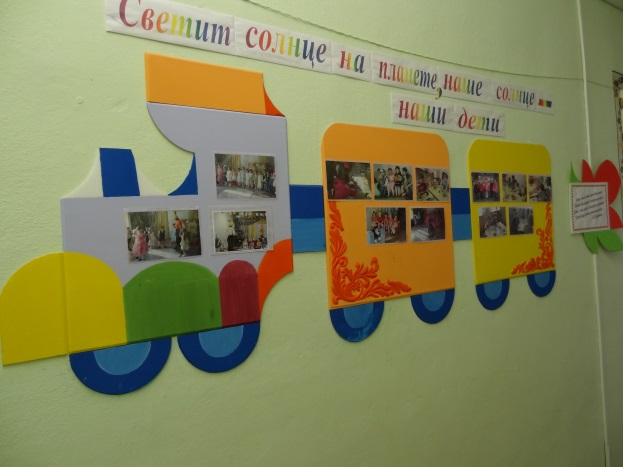 Светит солнце на планете, наше солнце -
наши дети